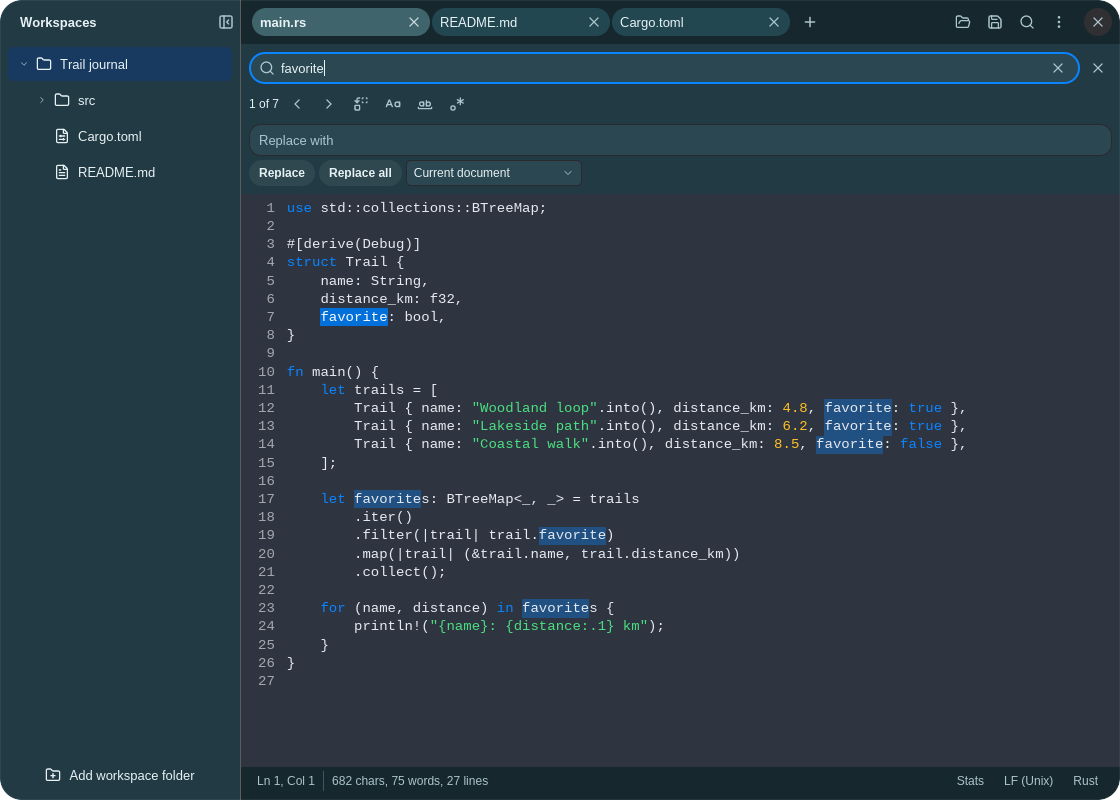 Workspaces
main.rs
README.md
Cargo.toml
Trail journal
src
Cargo.toml
README.md
Add workspace folder
favorite
1 of 7
Aa
ab
Replace with
Replace
Replace all
Current document
1 use std::collections::BTreeMap;
2
3 #[derive(Debug)]
4 struct Trail {
5     name: String,
6     distance_km: f32,
7     favorite: bool,
8 }
9
10 fn main() {
11     let trails = [
12         Trail { name: "Woodland loop".into(), distance_km: 4.8, favorite: true },
13         Trail { name: "Lakeside path".into(), distance_km: 6.2, favorite: true },
14         Trail { name: "Coastal walk".into(), distance_km: 8.5, favorite: false },
15     ];
16
17     let favorites: BTreeMap<_, _> = trails
18         .iter()
19         .filter(|trail| trail.favorite)
20         .map(|trail| (&trail.name, trail.distance_km))
21         .collect();
22
23     for (name, distance) in favorites {
24         println!("{name}: {distance:.1} km");
25     }
26 }
27
Ln 1, Col 1
682 chars, 75 words, 27 lines
Stats
LF (Unix)
Rust